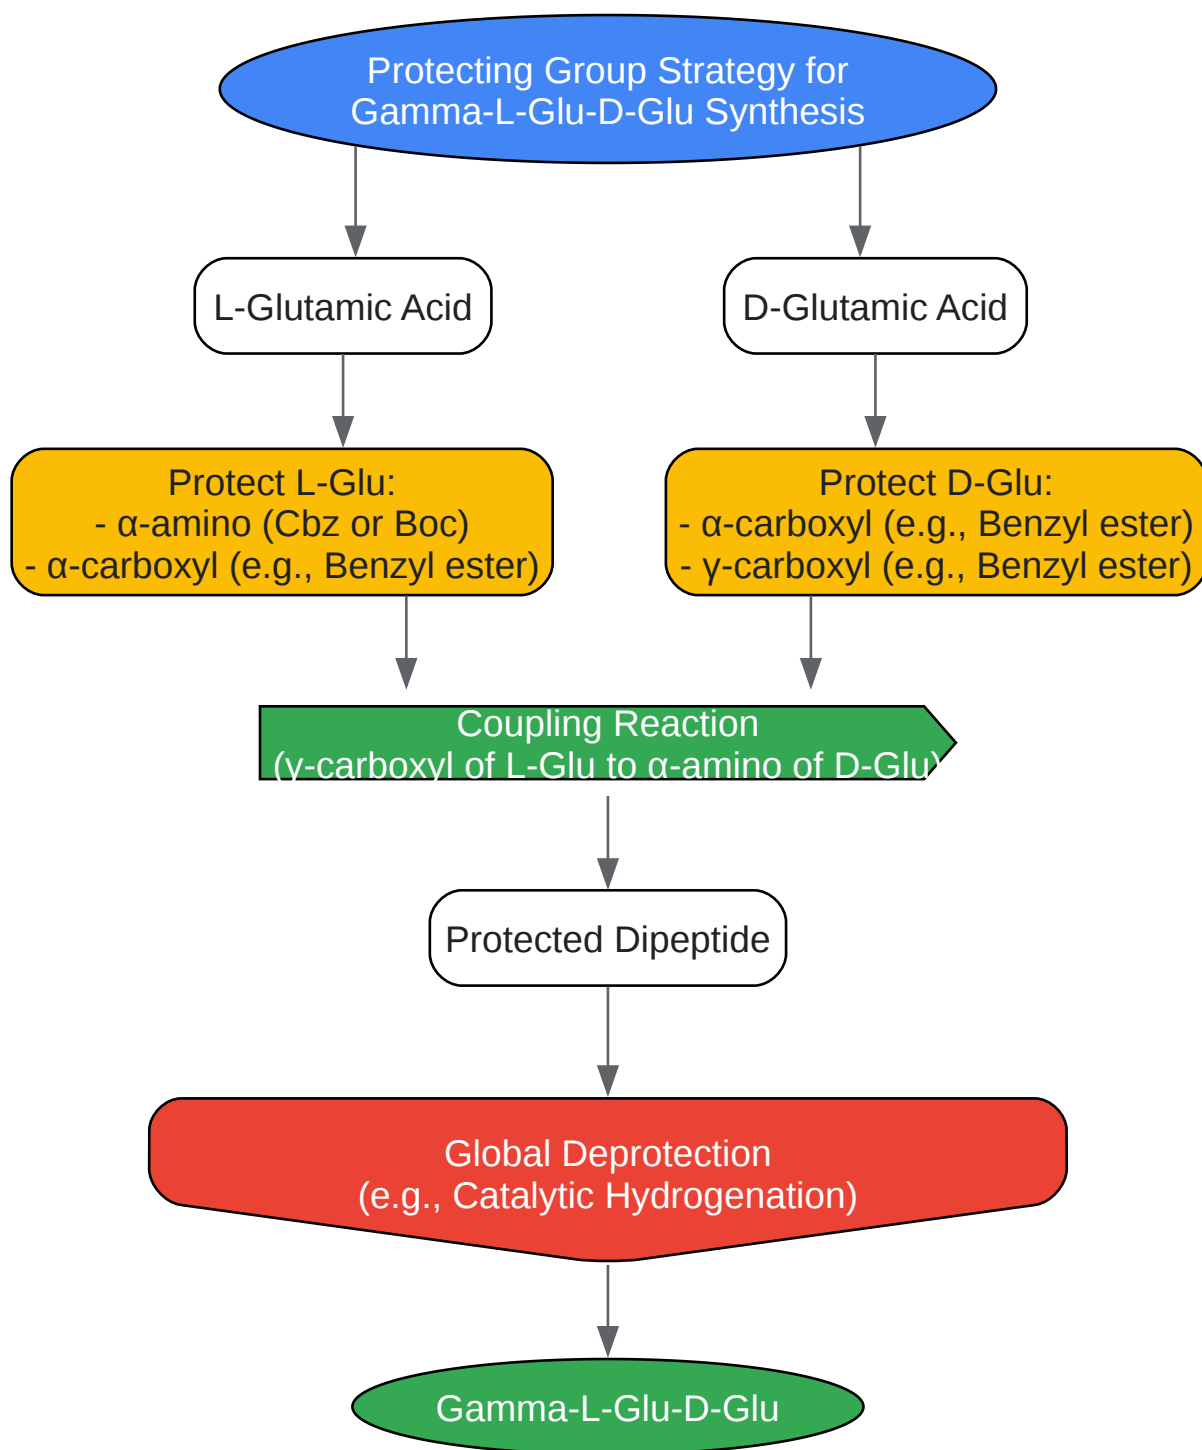 Protecting Group Strategy for
Gamma-L-Glu-D-Glu Synthesis
L-Glutamic Acid
D-Glutamic Acid
Protect L-Glu:
- α-amino (Cbz or Boc)
- α-carboxyl (e.g., Benzyl ester)
Protect D-Glu:
- α-carboxyl (e.g., Benzyl ester)
- γ-carboxyl (e.g., Benzyl ester)
Coupling Reaction
(γ-carboxyl of L-Glu to α-amino of D-Glu)
Protected Dipeptide
Global Deprotection
(e.g., Catalytic Hydrogenation)
Gamma-L-Glu-D-Glu